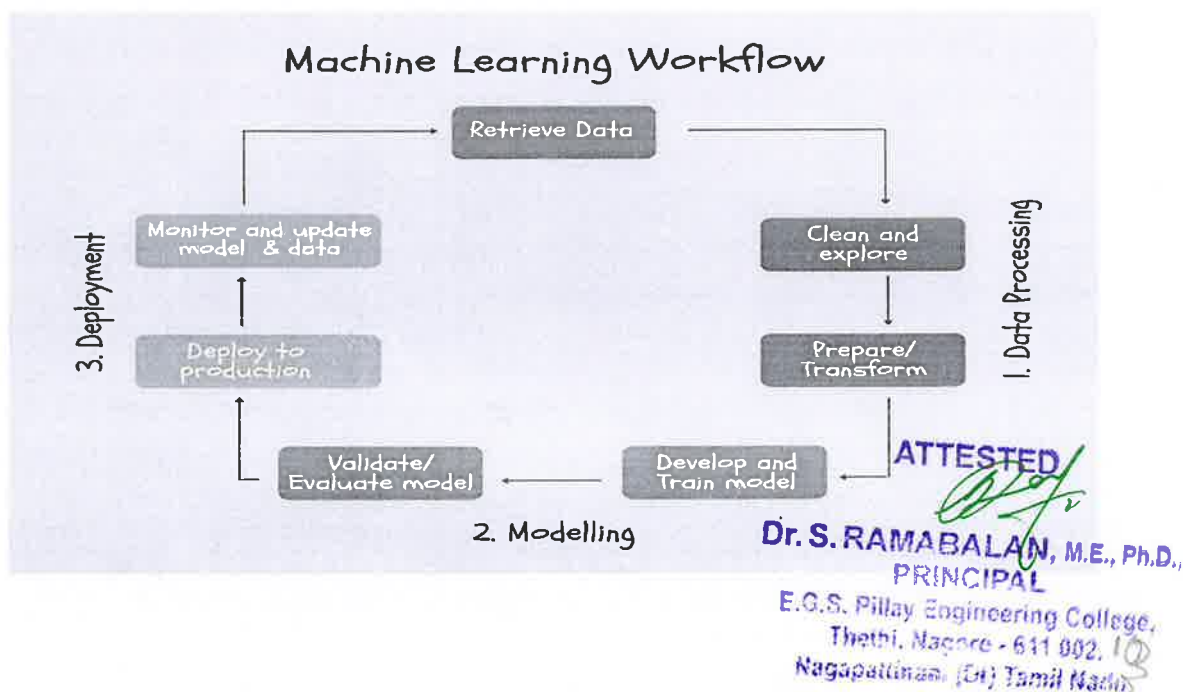 Machine Learning Workflow
Retrieve Data
Clean and
explore
Prepare/
Transform
1. Data Processing
Develop and
Train model
Validate/
Evaluate model
2. Modelling
Deploy to
production
Monitor and update
model & data
3. Deployment
ATTESTED
Dr. S. RAMABALAN, M.E., Ph.D.,
PRINCIPAL
E.G.S. Pillay Engineering College,
Thethi, Nagore - 611 002.
Nagapattinam. (Dt) Tamil Nadu